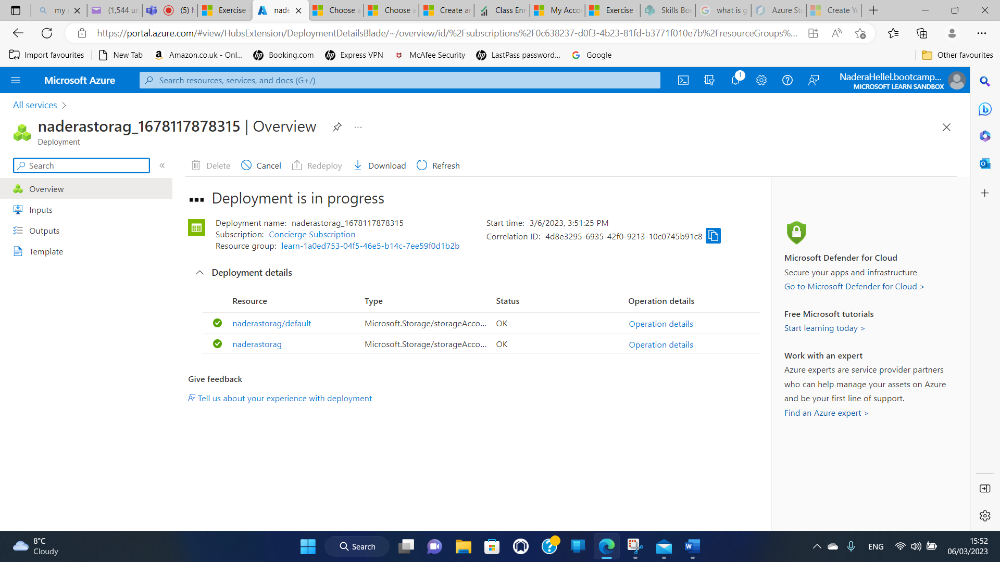 my
(1,544 un
(5) M
Exercise
nade
Choose a
Choose a
Create an
Class Enr
My Accou
Exercise
Skills Boo
what is g
Azure Sto
Create Yo
https://portal.azure.com/#view/HubsExtension/DeploymentDetailsBlade/~/overview/id/%2Fsubscriptions%2F0c638237-d0f3-4b23-81fd-b3771f010e7b%2FresourceGroups%...
Import favourites
New Tab
Amazon.co.uk - Onl...
Booking.com
Express VPN
McAfee Security
LastPass password...
Google
Other favourites
Microsoft Azure
Search resources, services, and docs (G+/)
1
NaderaHellel.bootcamp...
MICROSOFT LEARN SANDBOX
All services
naderastorag_1678117878315 | Overview
Deployment
Search
Delete
Cancel
Redeploy
Download
Refresh
Overview
Inputs
Outputs
Template
Deployment is in progress
Deployment name: naderastorag_1678117878315
Subscription: Concierge Subscription
Resource group: learn-1a0ed753-04f5-46e5-b14c-7ee59f0d1b2b
Start time: 3/6/2023, 3:51:25 PM
Correlation ID: 4d8e3295-6935-42f0-9213-10c0745b91c8
Deployment details
Resource Type Status Operation details
naderastorag/default Microsoft.Storage/storageAcco... OK Operation details
naderastorag Microsoft.Storage/storageAcco... OK Operation details
Give feedback
Tell us about your experience with deployment
Microsoft Defender for Cloud
Secure your apps and infrastructure
Go to Microsoft Defender for Cloud >
Free Microsoft tutorials
Start learning today >
Work with an expert
Azure experts are service provider partners
who can help manage your assets on Azure
and be your first line of support.
Find an Azure expert >
8°C
Cloudy
Search
ENG
15:52
06/03/2023